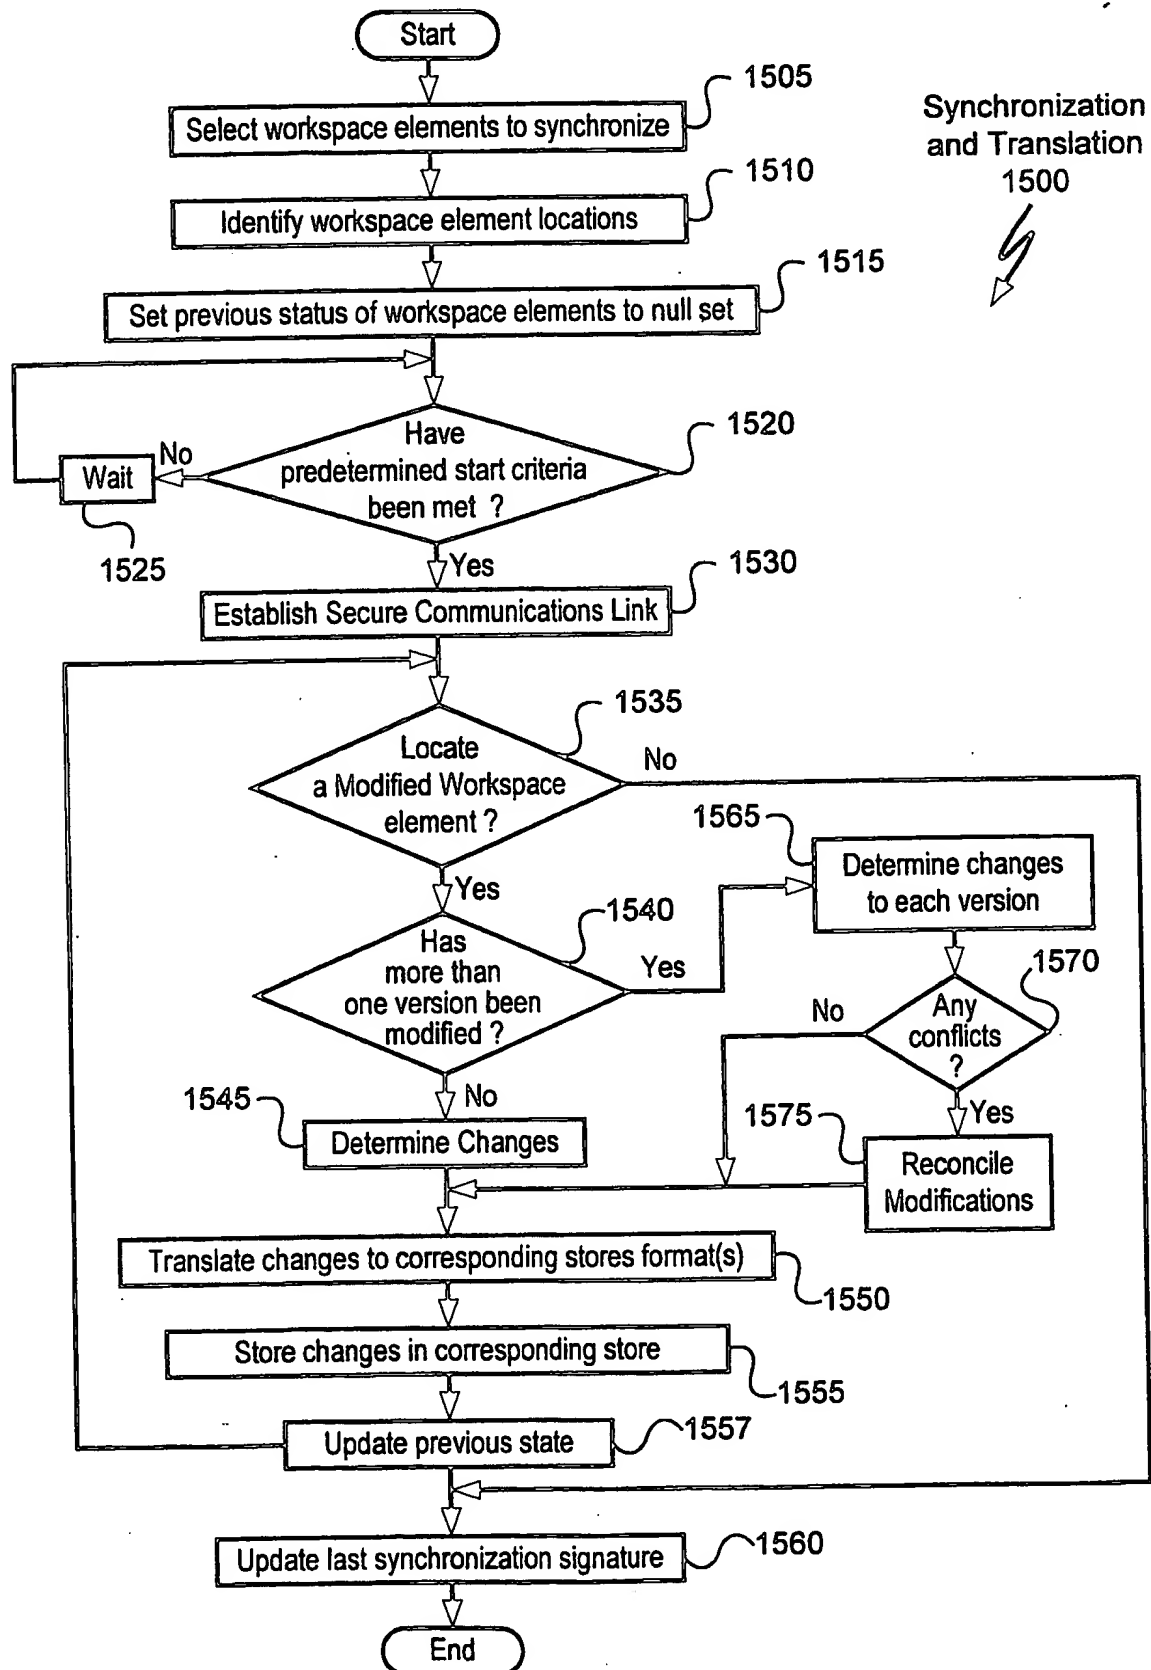 Start
1505
Select workspace elements to synchronize
Synchronization
and Translation
1500
1510
Identify workspace element locations
1515
Set previous status of workspace elements to null set
1520
Have
predetermined start criteria
been met ?
No
Wait
1525
Yes
1530
Establish Secure Communications Link
1535
Locate
a Modified Workspace
element ?
No
Yes
1565
Determine changes
to each version
1540
Has
more than
one version been
modified ?
Yes
1570
Any
conflicts
?
No
No
Yes
1545
Determine Changes
1575
Reconcile
Modifications
Translate changes to corresponding stores format(s)
1550
Store changes in corresponding store
1555
Update previous state
1557
Update last synchronization signature
1560
End